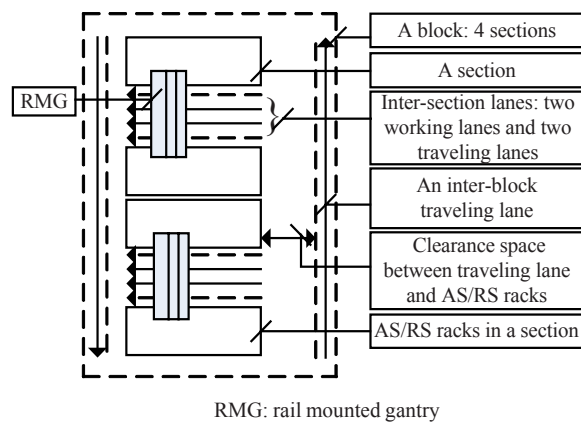 A block: 4 sections
A section
RMG
Inter-section lanes: two
working lanes and two
traveling lanes
An inter-block
traveling lane
Clearance space
between traveling lane
and AS/RS racks
AS/RS racks in a section
RMG: rail mounted gantry